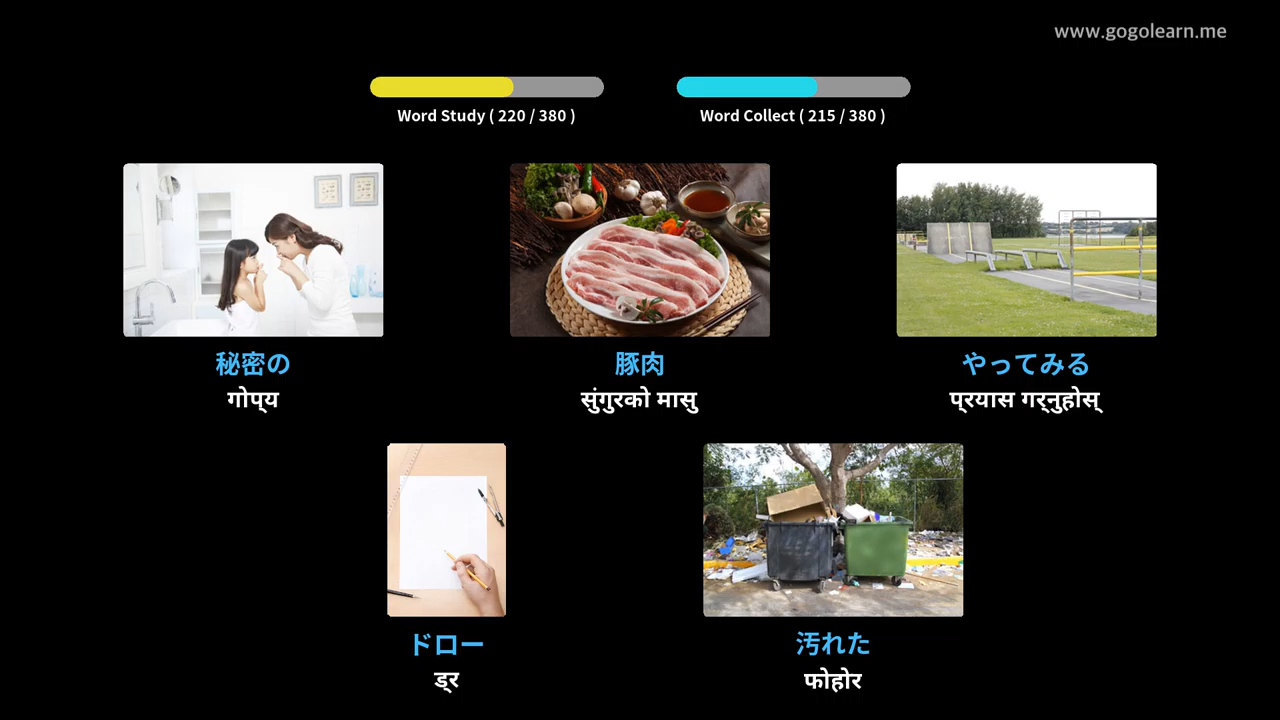 www.gogolearn.me
Word Study ( 220 / 380 )
Word Collect ( 215 / 380 )
秘密の
गोप्य
豚肉
सुंगुरको मासु
やってみる
प्रयास गर्नुहोस्
ドロー
ड्र
汚れた
फोहोर